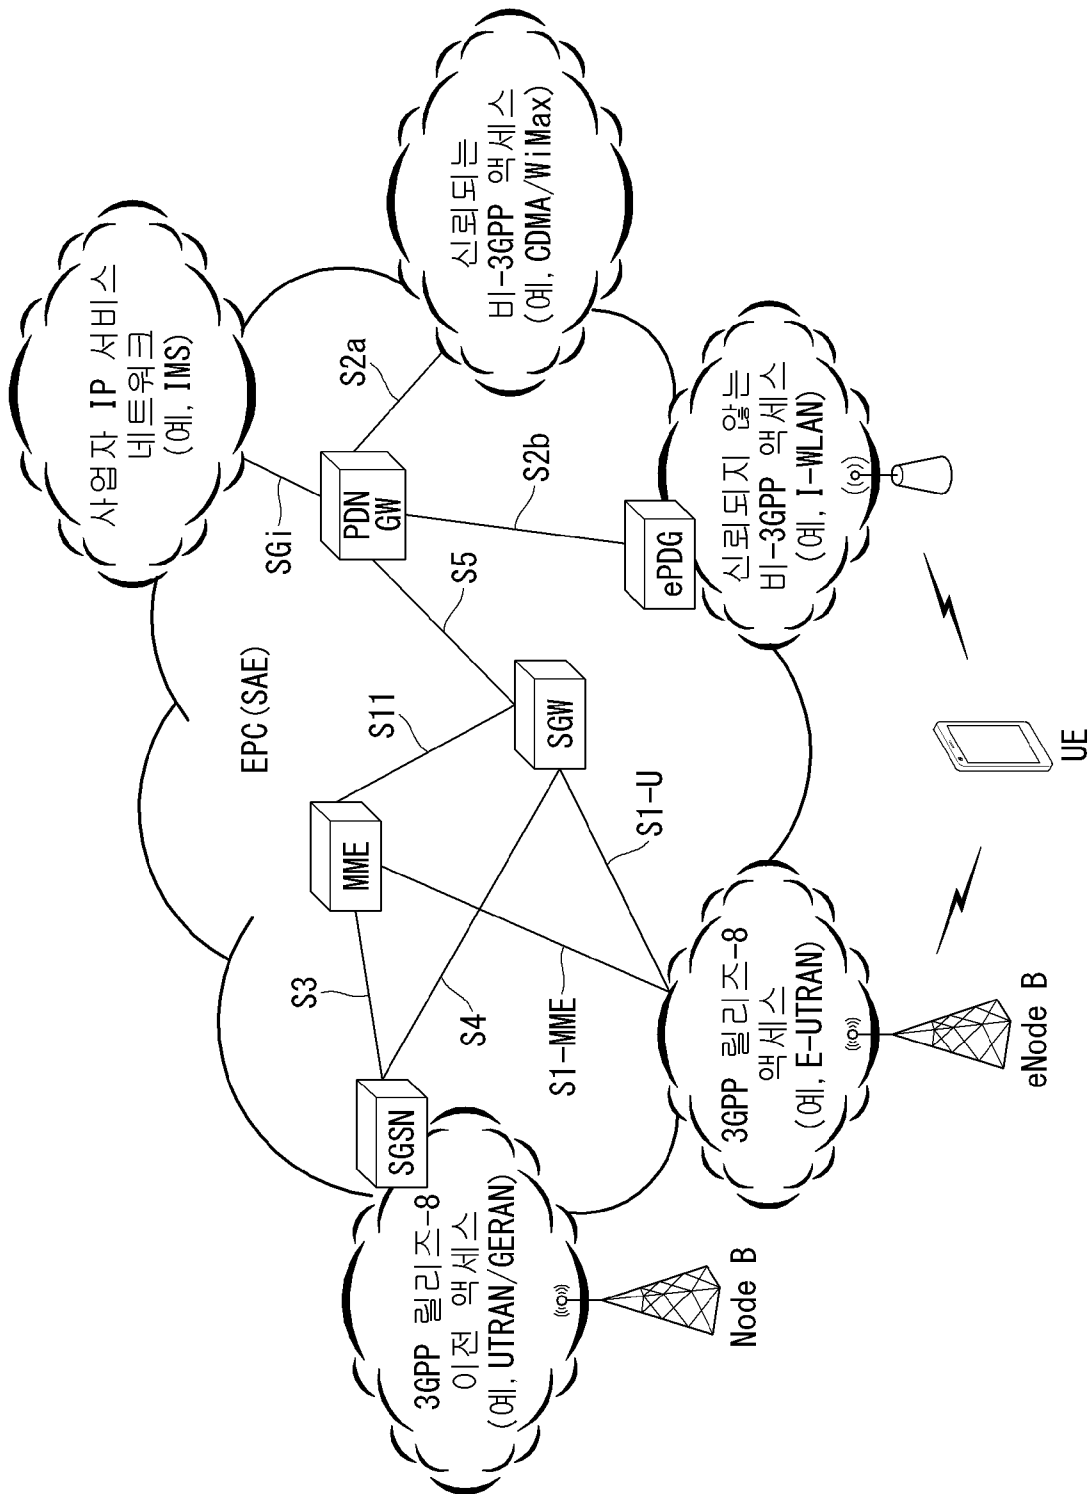 사업자 IP 서비스
네트워크
(예, IMS)
SGi
S2a
PDN
GW
신뢰되는
비-3GPP 액세스
(예, CDMA/WiMax)
EPC(SAE)
S5
S2b
S11
MME
S3
SGSN
S4
SGW
ePDG
S1-MME
S1-U
3GPP 릴리즈-8
이전 액세스
(예, UTRAN/GERAN)
3GPP 릴리즈-8
액세스
(예, E-UTRAN)
신뢰되지 않는
비-3GPP 액세스
(예, I-WLAN)
Node B
eNode B
UE